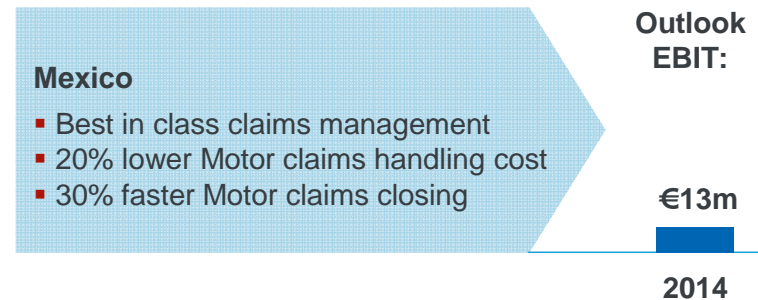 Outlook
EBIT:
Mexico
▪ Best in class claims management
▪ 20% lower Motor claims handling cost
▪ 30% faster Motor claims closing
€13m
2014